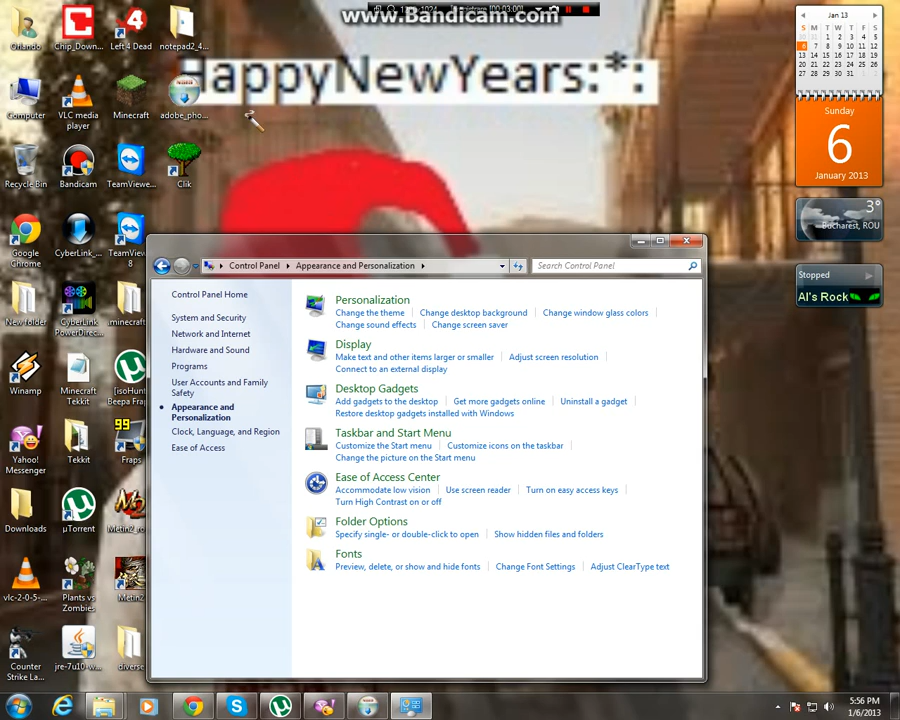 www.Bandicam.com
HappyNewYears:*:
Orlando
Chip_Down...
Left 4 Dead
notepad2_4...
Computer
VLC media
player
Minecraft
adobe_pho...
Recycle Bin
Bandicam
TeamViewe...
Clik
Google
Chrome
CyberLink_...
TeamViewe...
8
New folder
CyberLink
PowerDirec...
.minecraft
Winamp
Minecraft
Tekkit
[isoHunt
Beepa Frap
Yahoo!
Messenger
Tekkit
99
Fraps
Downloads
µTorrent
Metin2_ro
vlc-2-0-5-...
Plants vs
Zombies
Metin2
Counter
Strike La...
jre-7u10-w...
diverse
Control Panel
Appearance and Personalization
Search Control Panel
Control Panel Home
System and Security
Network and Internet
Hardware and Sound
Programs
User Accounts and Family
Safety
Appearance and
Personalization
Clock, Language, and Region
Ease of Access
Personalization
Change the theme
Change desktop background
Change window glass colors
Change sound effects
Change screen saver
Display
Make text and other items larger or smaller
Adjust screen resolution
Connect to an external display
Desktop Gadgets
Add gadgets to the desktop
Get more gadgets online
Uninstall a gadget
Restore desktop gadgets installed with Windows
Taskbar and Start Menu
Customize the Start menu
Customize icons on the taskbar
Change the picture on the Start menu
Ease of Access Center
Accommodate low vision
Use screen reader
Turn on easy access keys
Turn High Contrast on or off
Folder Options
Specify single- or double-click to open
Show hidden files and folders
Fonts
Preview, delete, or show and hide fonts
Change Font Settings
Adjust ClearType text
Jan 13
S M T W T F S
30 31 1 2 3 4 5
6 7 8 9 10 11 12
13 14 15 16 17 18 19
20 21 22 23 24 25 26
27 28 29 30 31
Sunday
6
January 2013
3°
Bucharest, ROU
Stopped
Al's Rock
5:56 PM
1/6/2013